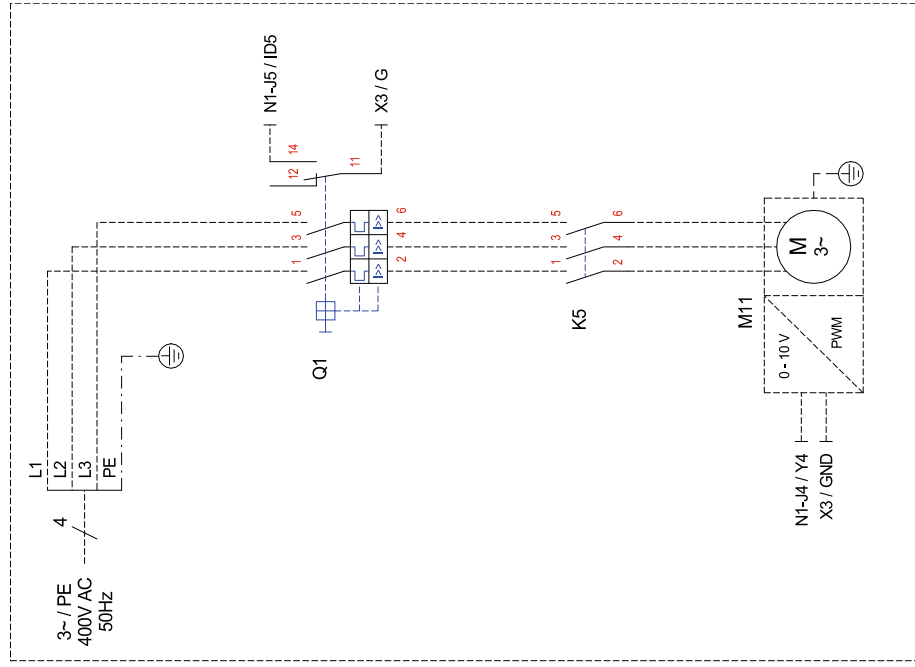 L1
L2
L3
PE
4
3~ / PE
400V AC
50Hz
N1-J5 / ID5
X3 / G
14
12
11
1
3
5
Q1
I>>
I>>
I>>
2
4
6
1
3
5
K5
2
4
6
M11
0 - 10 V
PWM
M
3~
N1-J4 / Y4
X3 / GND